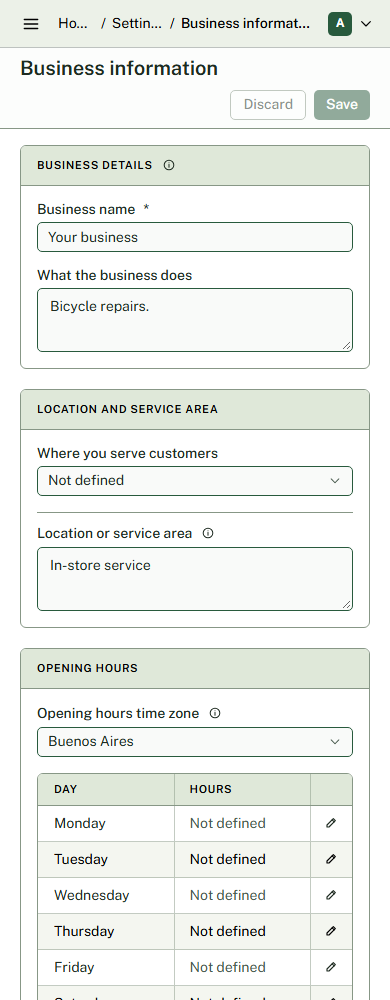 Ho... / Settin... / Business informat... A
Business information
Discard Save
BUSINESS DETAILS
Business name *
Your business
What the business does
Bicycle repairs.
LOCATION AND SERVICE AREA
Where you serve customers
Not defined
Location or service area
In-store service
OPENING HOURS
Opening hours time zone
Buenos Aires
DAY HOURS
Monday Not defined
Tuesday Not defined
Wednesday Not defined
Thursday Not defined
Friday Not defined